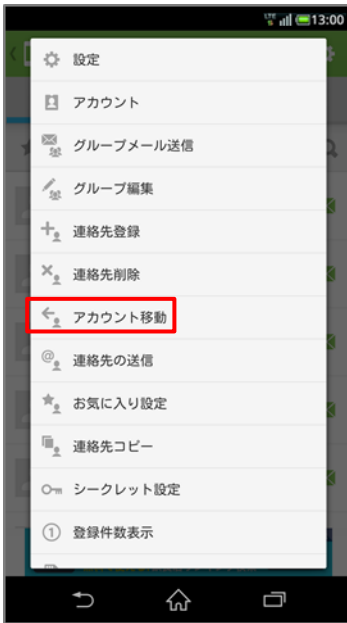 LTE 13:00
設定
アカウント
グループメール送信
グループ編集
連絡先登録
連絡先削除
アカウント移動
連絡先の送信
お気に入り設定
連絡先コピー
シークレット設定
1 登録件数表示